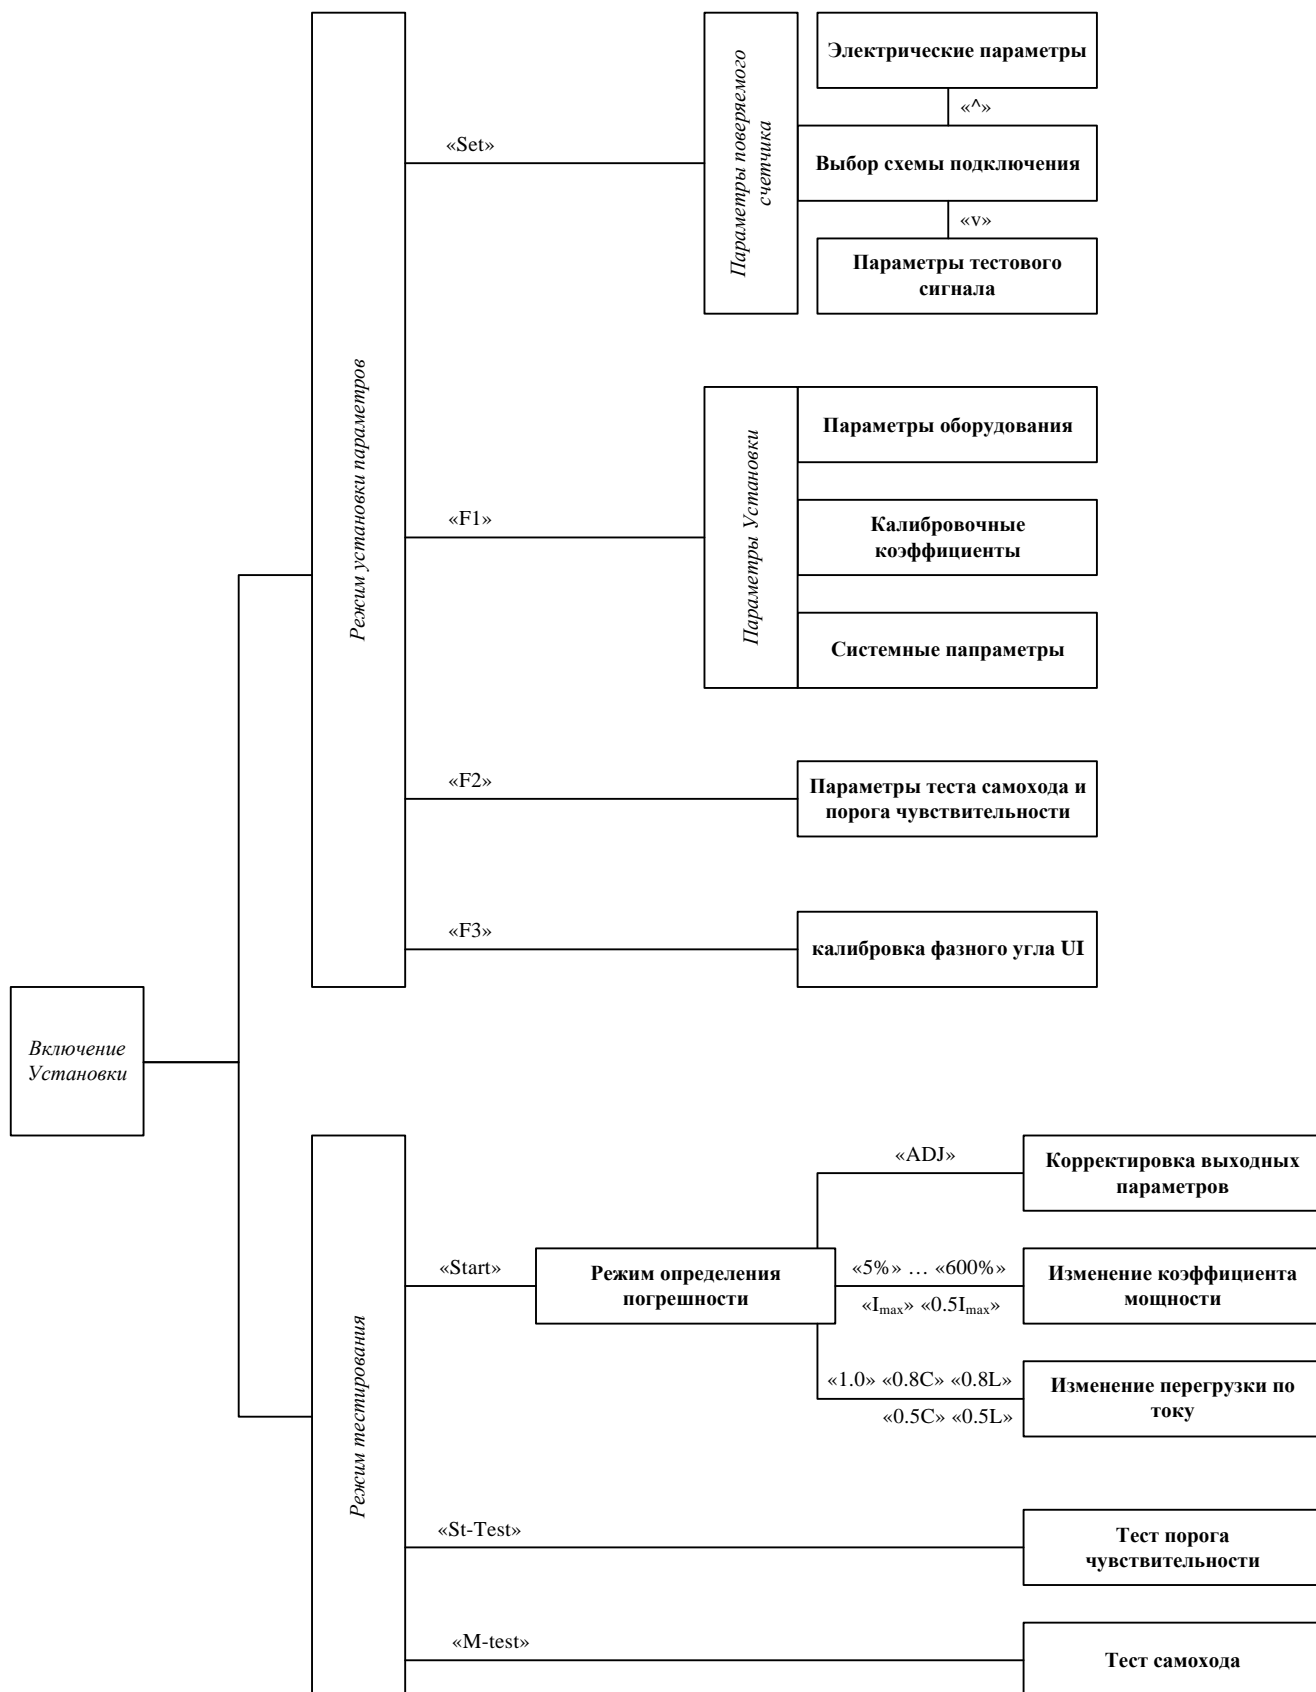 Электрические параметры
«^»
«Set»
Параметры поверяемого
счетчика
Выбор схемы подключения
«v»
Параметры тестового
сигнала
Режим установки параметров
Параметры оборудования
«F1»
Параметры Установки
Калибровочные
коэффициенты
Системные папраметры
«F2»
Параметры теста самохода и
порога чувствительности
«F3»
калибровка фазного угла UI
Включение
Установки
Режим тестирования
«ADJ»
Корректировка выходных
параметров
«Start»
Режим определения
погрешности
«5%» … «600%»
«Imax» «0.5Imax»
Изменение коэффициента
мощности
«1.0» «0.8C» «0.8L»
«0.5C» «0.5L»
Изменение перегрузки по
току
«St-Test»
Тест порога
чувствительности
«M-test»
Тест самохода